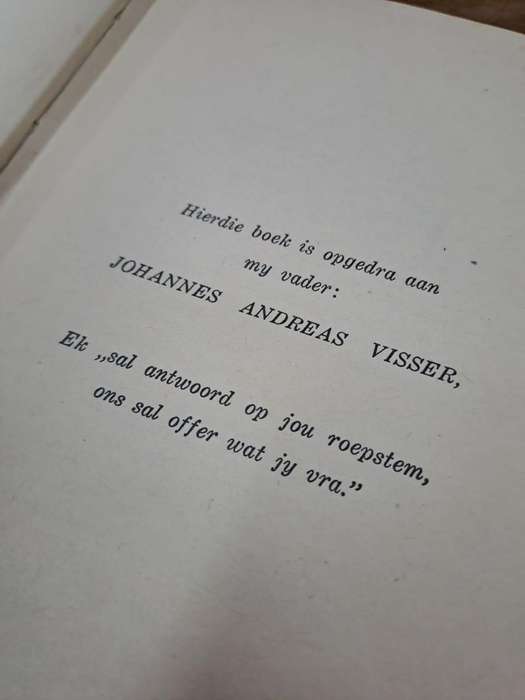 Hierdie boek is opgedra aan
my vader:
JOHANNES ANDREAS VISSER,
Ek „sal antwoord op jou roepstem,
ons sal offer wat jy vra.”